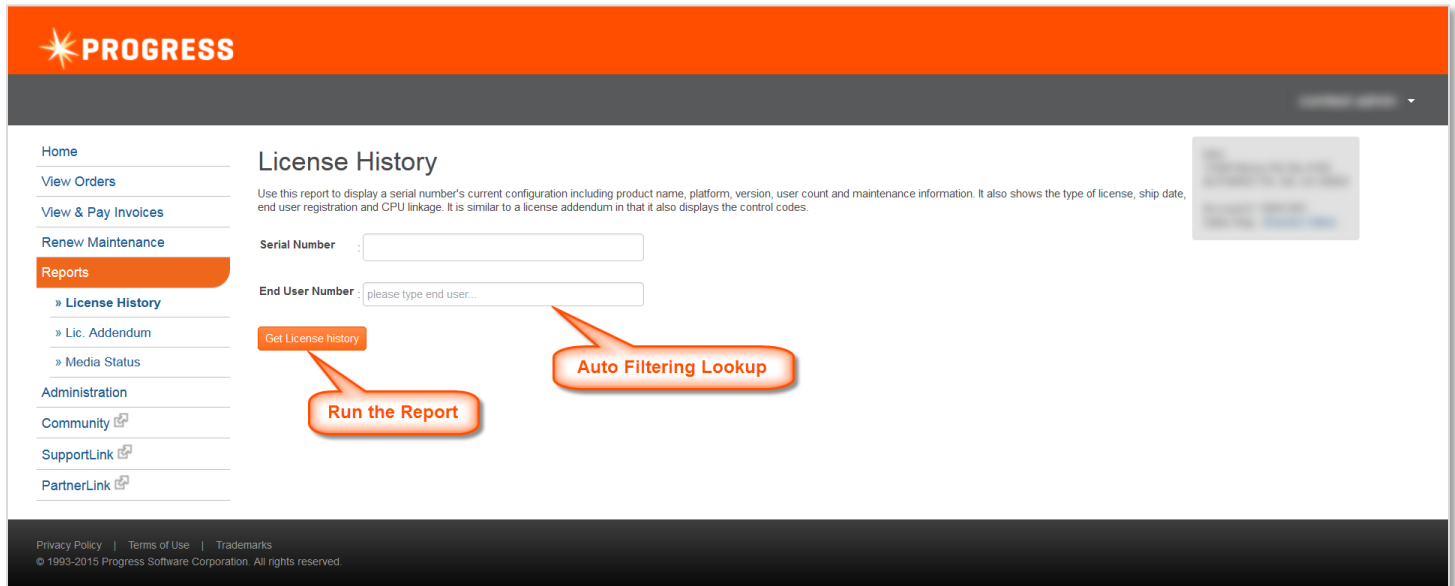 PROGRESS
Home
View Orders
View & Pay Invoices
Renew Maintenance
Reports
» License History
» Lic. Addendum
» Media Status
Administration
Community
SupportLink
PartnerLink
License History
Use this report to display a serial number's current configuration including product name, platform, version, user count and maintenance information. It also shows the type of license, ship date,
end user registration and CPU linkage. It is similar to a license addendum in that it also displays the control codes.
Serial Number :
End User Number : please type end user...
Get License history
Auto Filtering Lookup
Run the Report
Privacy Policy | Terms of Use | Trademarks
© 1993-2015 Progress Software Corporation. All rights reserved.